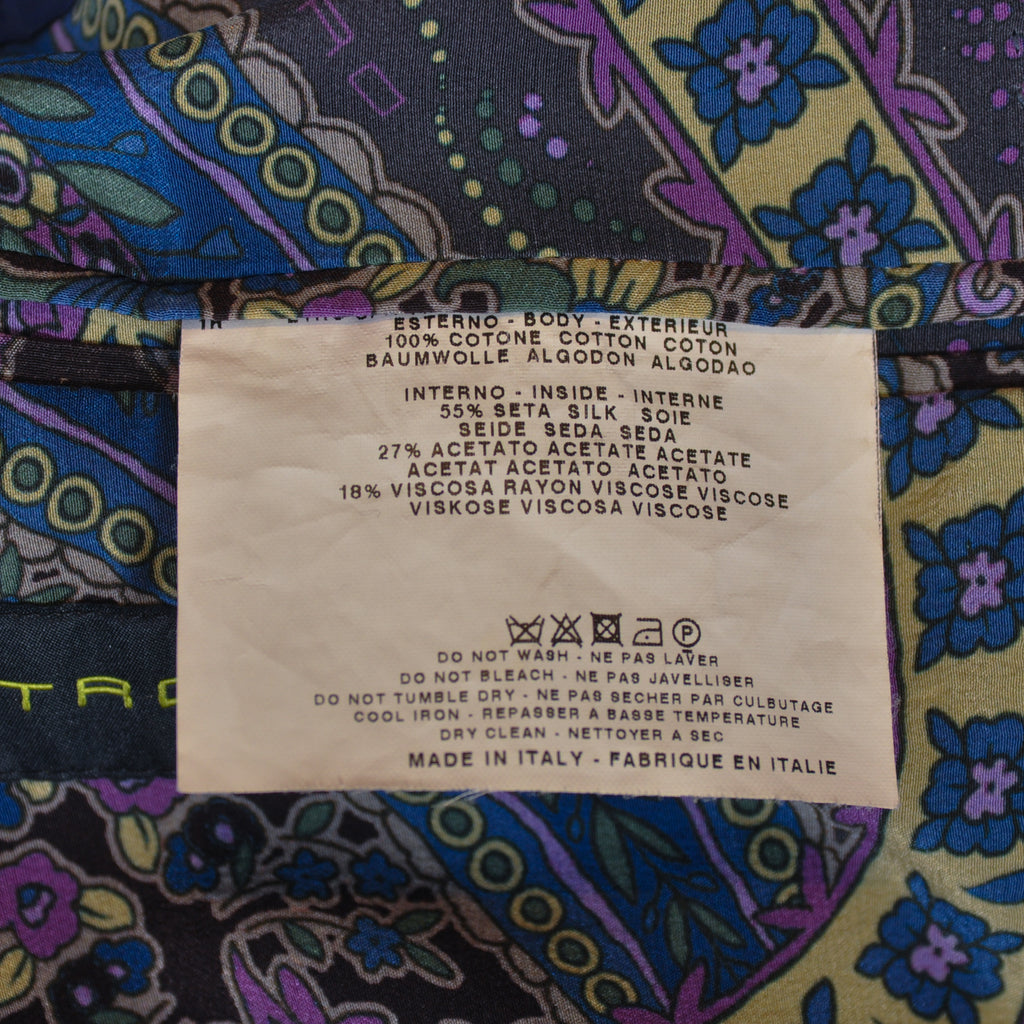 ESTERNO - BODY - EXTERIEUR
100% COTONE COTTON COTON
BAUMWOLLE ALGODON ALGODAO
INTERNO - INSIDE - INTERNE
55% SETA SILK SOIE
SEIDE SEDA SEDA
27% ACETATO ACETATE ACETATE
ACETAT ACETATO ACETATO
18% VISCOSA RAYON VISCOSE VISCOSE
VISKOSE VISCOSA VISCOSE
P
DO NOT WASH - NE PAS LAVER
DO NOT BLEACH - NE PAS JAVELLISER
DO NOT TUMBLE DRY - NE PAS SECHER PAR CULBUTAGE
COOL IRON - REPASSER A BASSE TEMPERATURE
DRY CLEAN - NETTOYER A SEC
MADE IN ITALY - FABRIQUE EN ITALIE